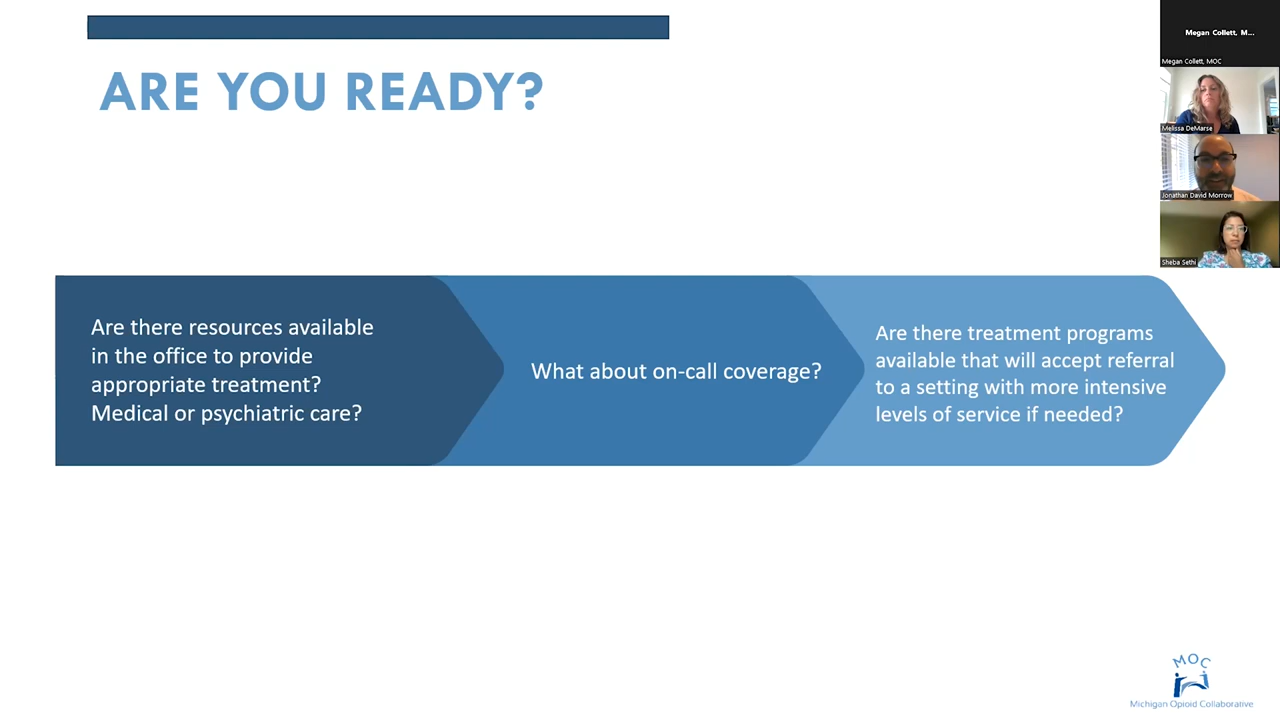 ARE YOU READY?
Megan Collett, M...
Megan Collett, MOC
Melissa DeMarse
Jonathan David Morrow
Sheba Sethi
Are there resources available
in the office to provide
appropriate treatment?
Medical or psychiatric care?
What about on-call coverage?
Are there treatment programs
available that will accept referral
to a setting with more intensive
levels of service if needed?
MOC
Michigan Opioid Collaborative